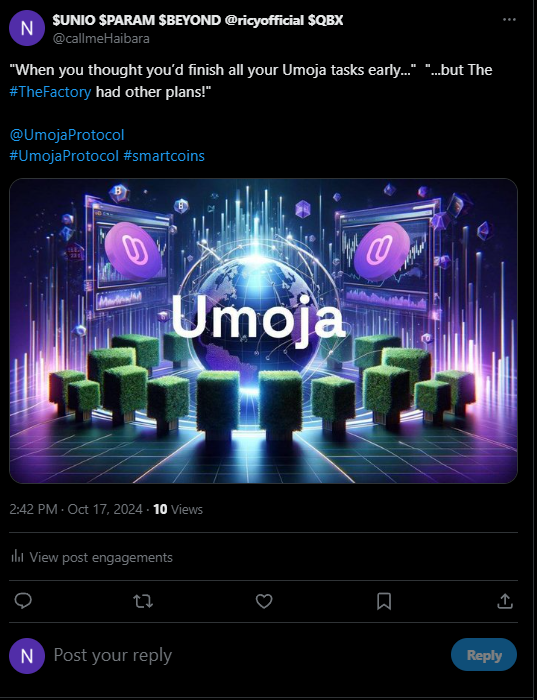 N
$UNIO $PARAM $BEYOND @ricyofficial $QBX
@callmeHaibara
"When you thought you’d finish all your Umoja tasks early..."  "...but The
#TheFactory had other plans!"
@UmojaProtocol
#UmojaProtocol #smartcoins
Umoja
2:42 PM · Oct 17, 2024 · 10 Views
View post engagements
N
Post your reply
Reply